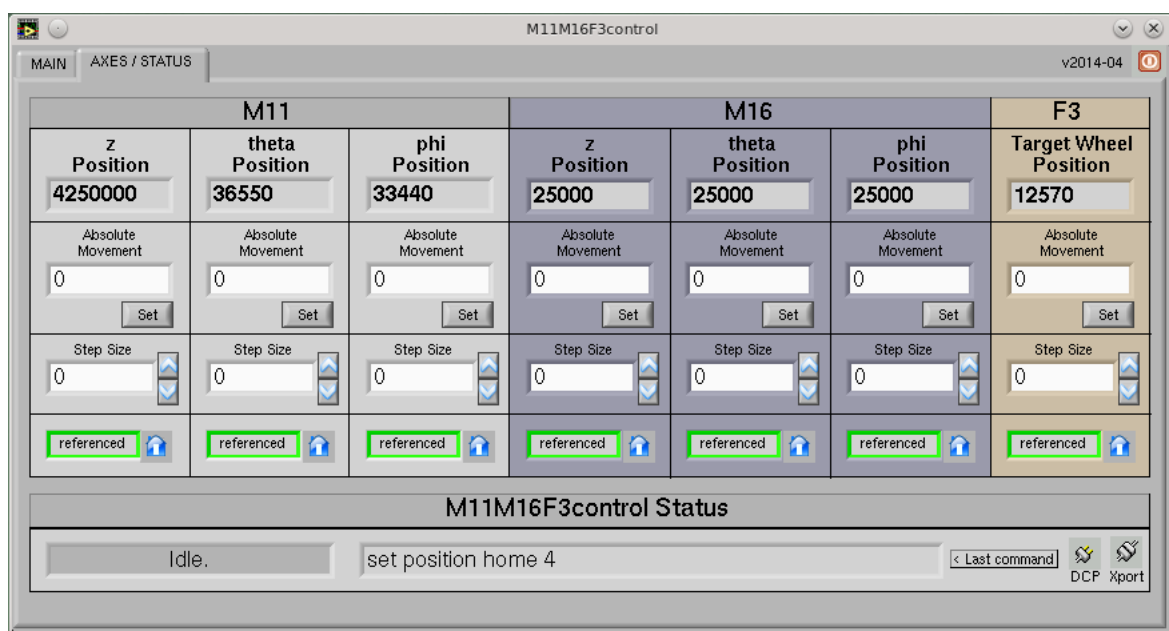 M11M16F3control
MAIN AXES / STATUS v2014-04
M11 M16 F3
z Position theta Position phi Position z Position theta Position phi Position Target Wheel Position
4250000 36550 33440 25000 25000 25000 12570
Absolute Movement Absolute Movement Absolute Movement Absolute Movement Absolute Movement Absolute Movement Absolute Movement
0 0 0 0 0 0 0
Set Set Set Set Set Set Set
Step Size Step Size Step Size Step Size Step Size Step Size Step Size
0 0 0 0 0 0 0
referenced referenced referenced referenced referenced referenced referenced
M11M16F3control Status
Idle. set position home 4 < Last command
DCP Xport